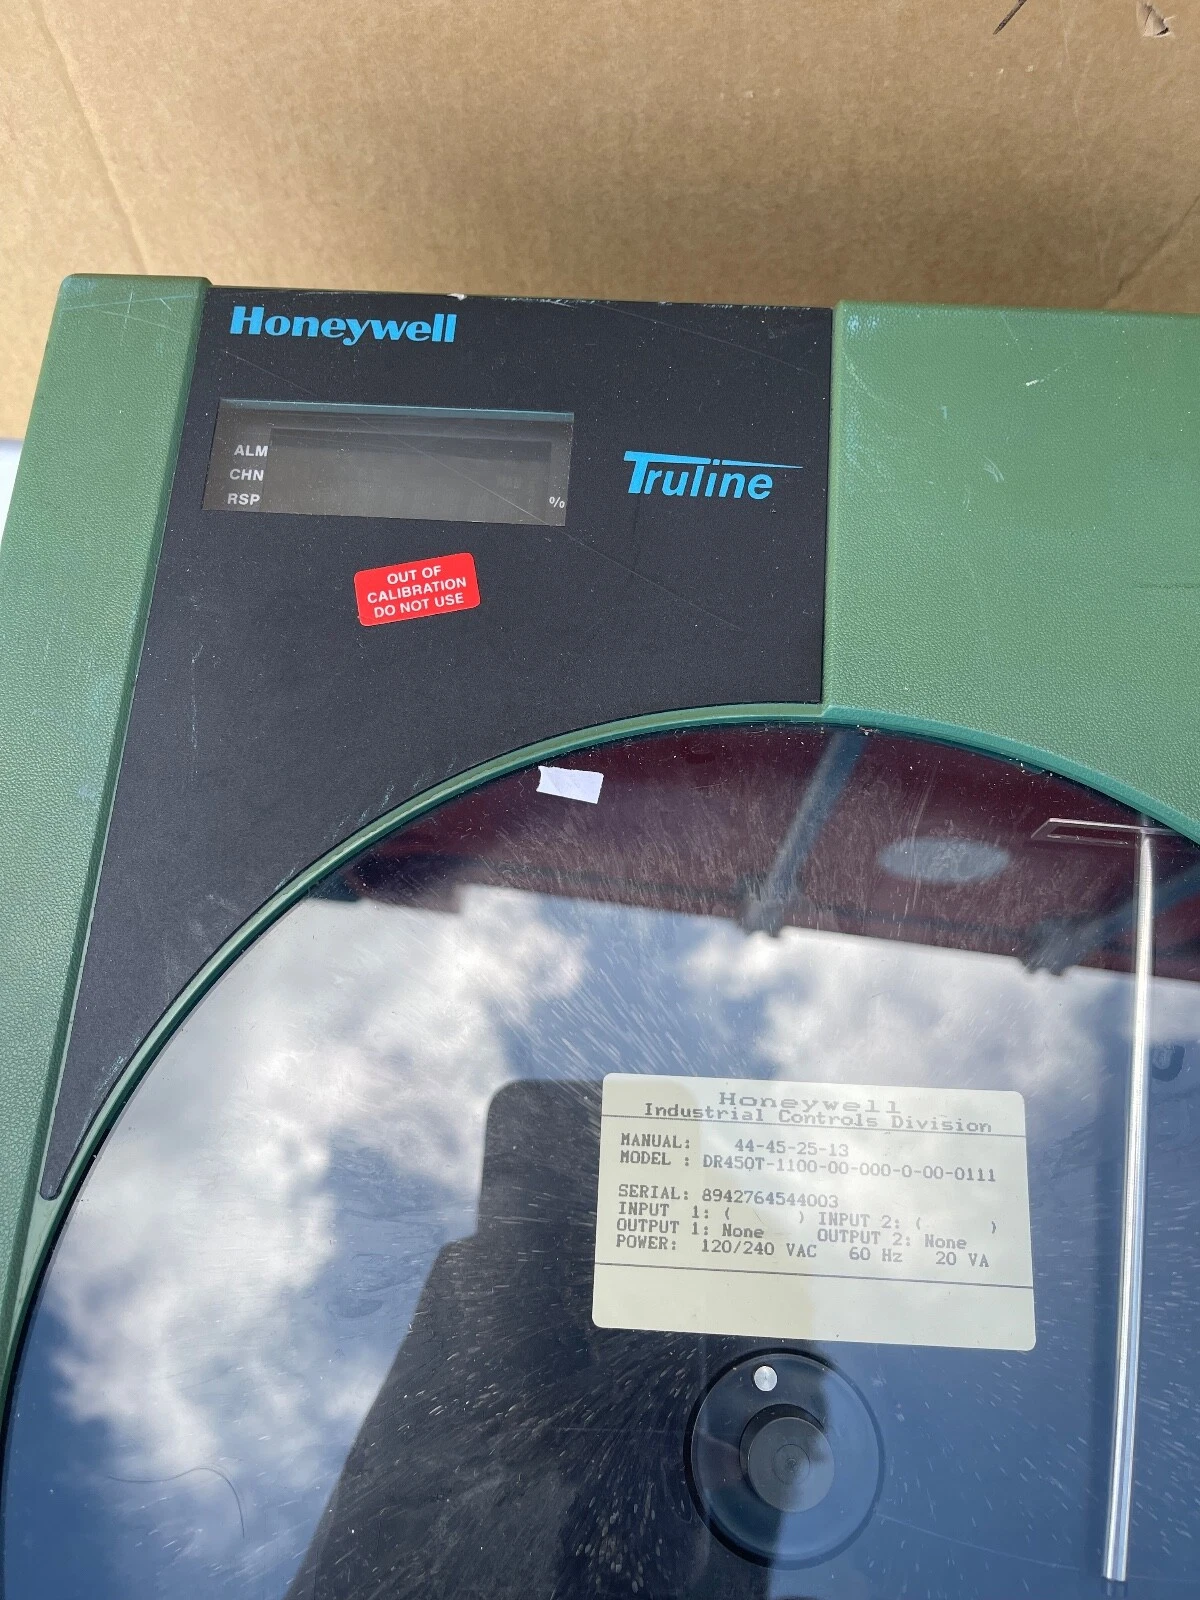 Honeywell
ALM
CHN
RSP
%
Truline
OUT OF
CALIBRATION
DO NOT USE
Honeywell
Industrial Controls Division
MANUAL: 44-45-25-13
MODEL : DR450T-1100-00-000-0-00-0111
SERIAL: 8942764544003
INPUT 1: ( ) INPUT 2: ( )
OUTPUT 1: None OUTPUT 2: None
POWER: 120/240 VAC 60 Hz 20 VA